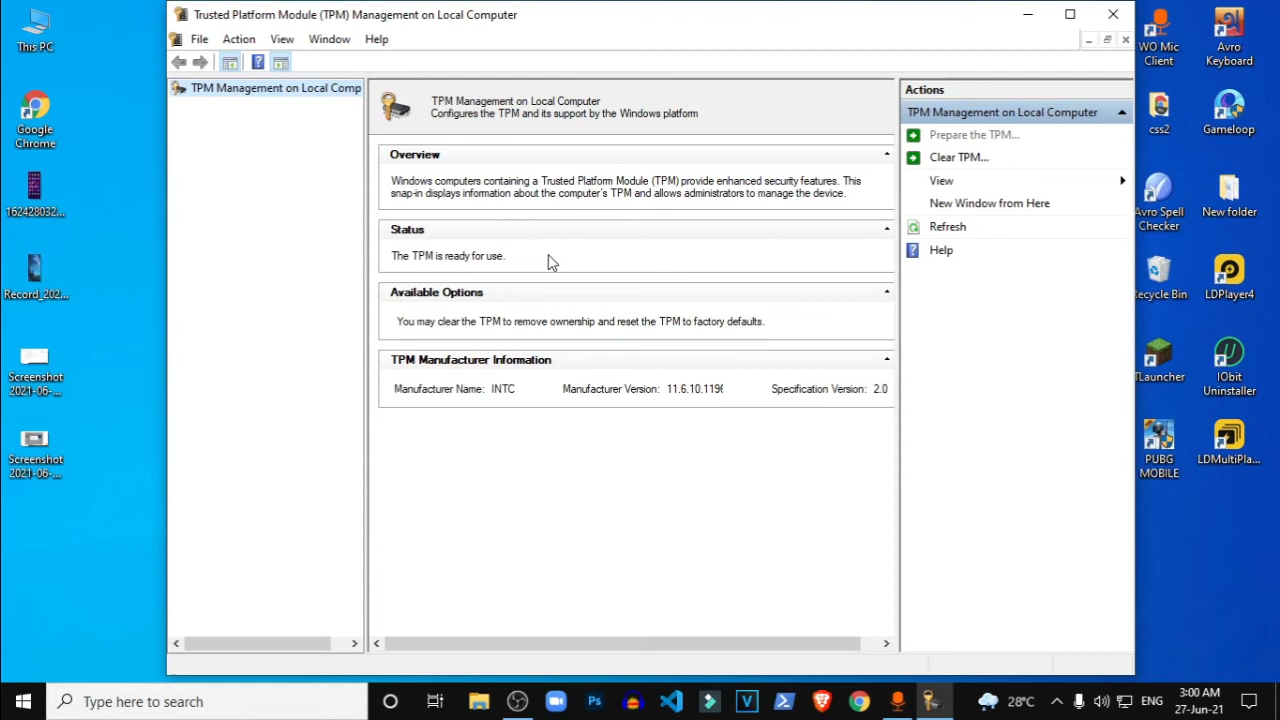 Trusted Platform Module (TPM) Management on Local Computer
File Action View Window Help
TPM Management on Local Comp
TPM Management on Local Computer
Configures the TPM and its support by the Windows platform
Overview
Windows computers containing a Trusted Platform Module (TPM) provide enhanced security features. This
snap-in displays information about the computer's TPM and allows administrators to manage the device.
Status
The TPM is ready for use.
Available Options
You may clear the TPM to remove ownership and reset the TPM to factory defaults.
TPM Manufacturer Information
Manufacturer Name: INTC Manufacturer Version: 11.6.10.1196 Specification Version: 2.0
Actions
TPM Management on Local Computer
Prepare the TPM...
Clear TPM...
View
New Window from Here
Refresh
Help
This PC
Google
Chrome
162428032...
Record_202...
Screenshot
2021-06-...
Screenshot
2021-06-...
WO Mic
Client
Avro
Keyboard
css2
Gameloop
Avro Spell
Checker
New folder
Recycle Bin
LDPlayer4
TLauncher
IObit
Uninstaller
PUBG
MOBILE
LDMultiPla...
Type here to search
28°C
ENG
3:00 AM
27-Jun-21